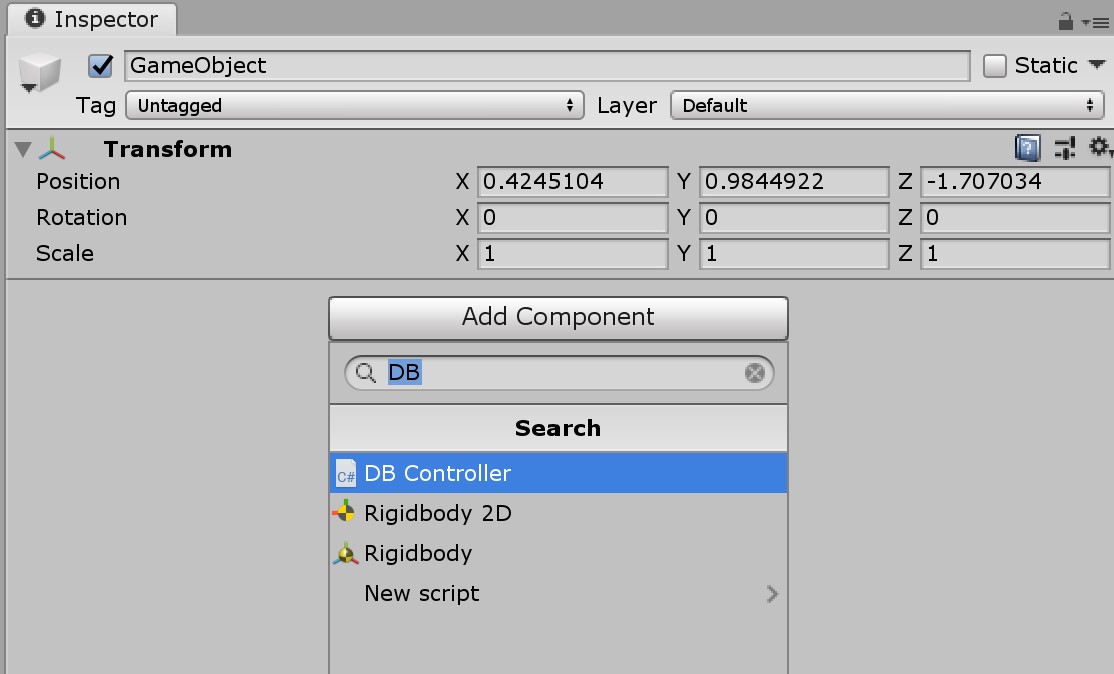 Inspector
GameObject
Static
Tag Untagged Layer Default
Transform
Position X 0.4245104 Y 0.9844922 Z -1.707034
Rotation X 0 Y 0 Z 0
Scale X 1 Y 1 Z 1
Add Component
DB
Search
C# DB Controller
Rigidbody 2D
Rigidbody
New script